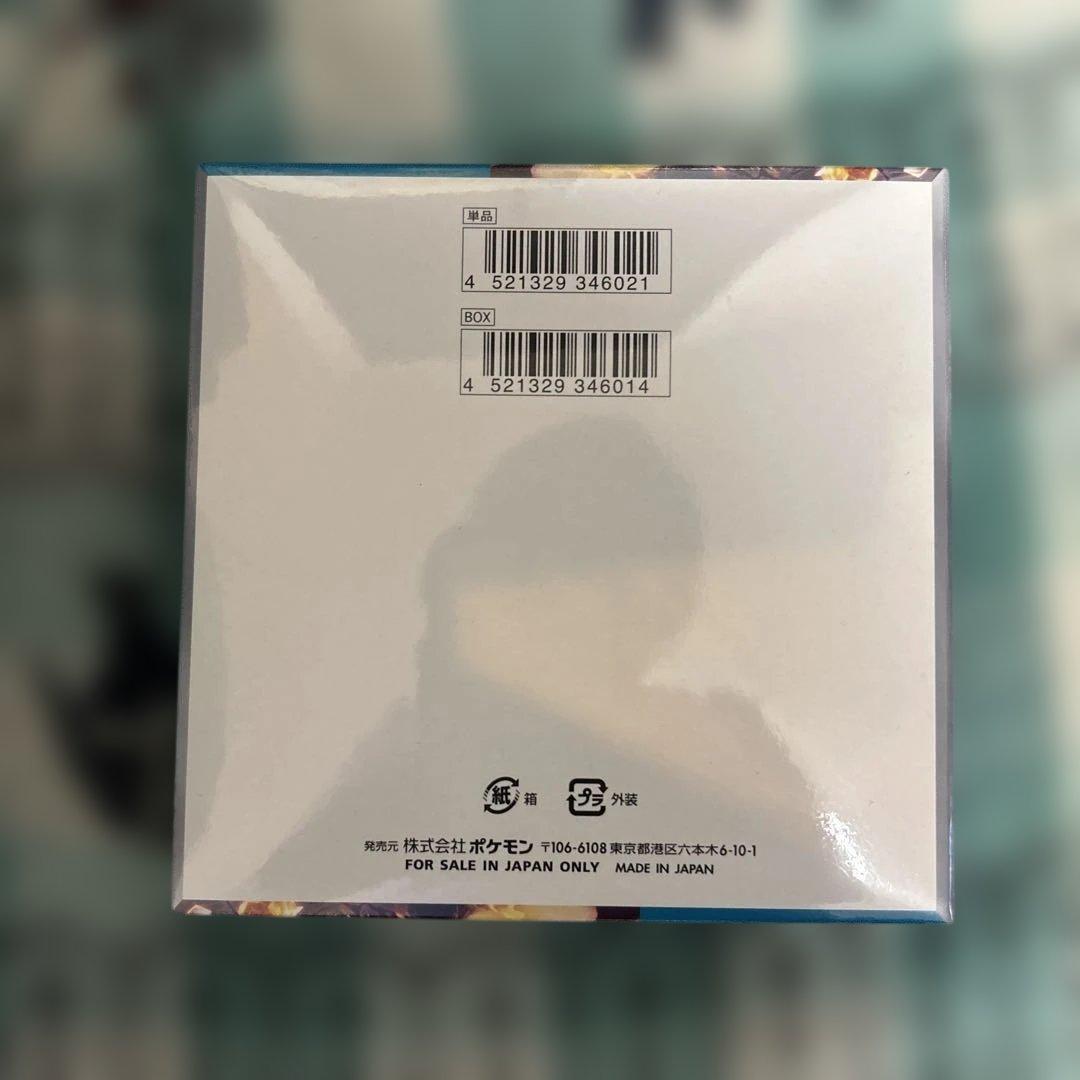 単品
4 521329 346021
BOX
4 521329 346014
紙 箱 プラ 外装
発売元 株式会社ポケモン 〒106-6108 東京都港区六本木6-10-1
FOR SALE IN JAPAN ONLY MADE IN JAPAN